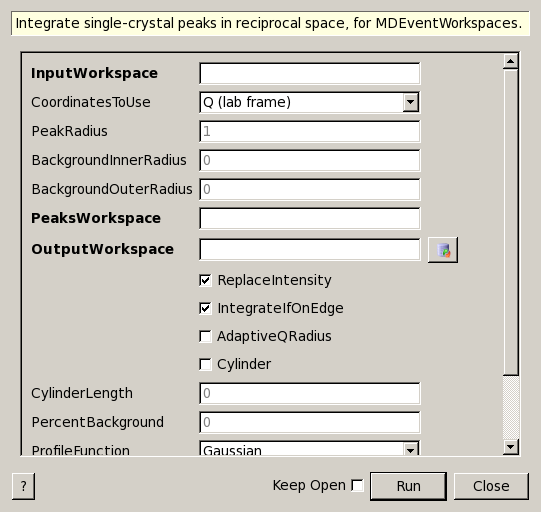 Integrate single-crystal peaks in reciprocal space, for MDEventWorkspaces.
InputWorkspace
CoordinatesToUse Q (lab frame)
PeakRadius 1
BackgroundInnerRadius 0
BackgroundOuterRadius 0
PeaksWorkspace
OutputWorkspace
ReplaceIntensity
IntegrateIfOnEdge
AdaptiveQRadius
Cylinder
CylinderLength 0
PercentBackground 0
ProfileFunction Gaussian
? Keep Open Run Close